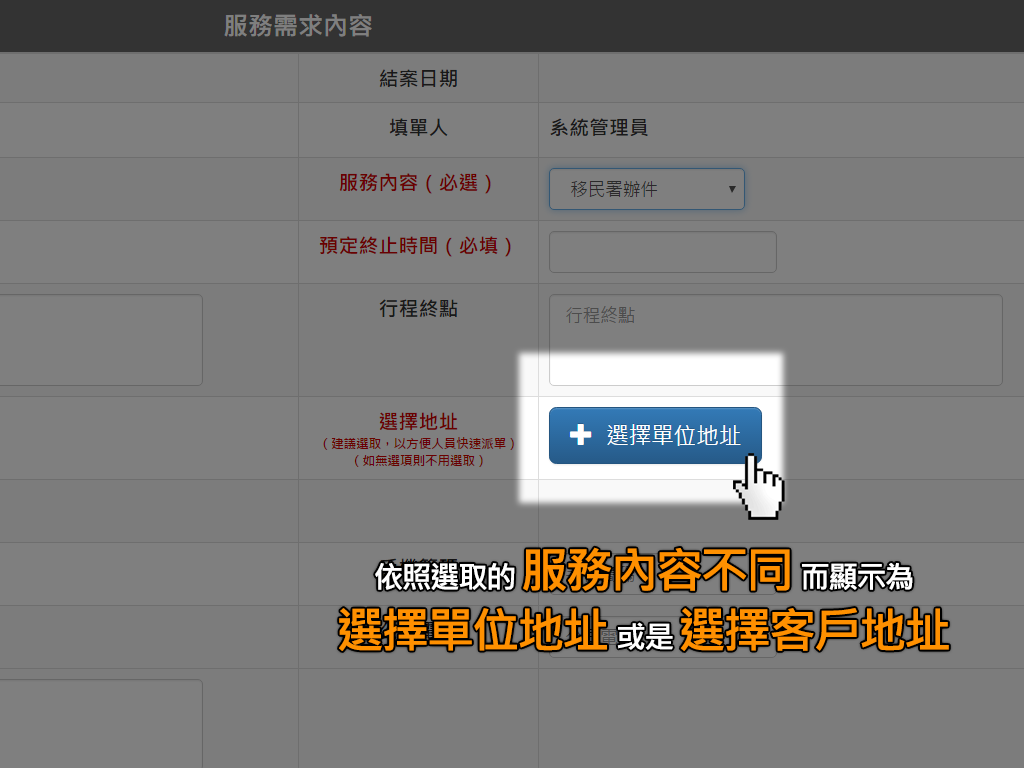 服務需求內容
結案日期
填單人 系統管理員
服務內容（必選） 移民署辦件
預定終止時間（必填）
行程終點 行程終點
選擇地址
（建議選取，以方便人員快速派單）
（如無選項則不用選取）
選擇單位地址
依照選取的 服務內容不同 而顯示為
選擇單位地址 或是 選擇客戶地址